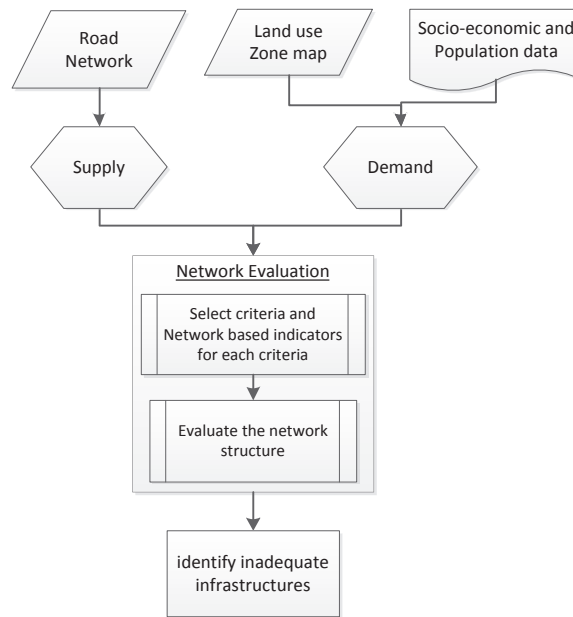 Road
Network
Land use
Zone map
Socio-economic and
Population data
Supply
Demand
Network Evaluation
Select criteria and
Network based indicators
for each criteria
Evaluate the network
structure
identify inadequate
infrastructures